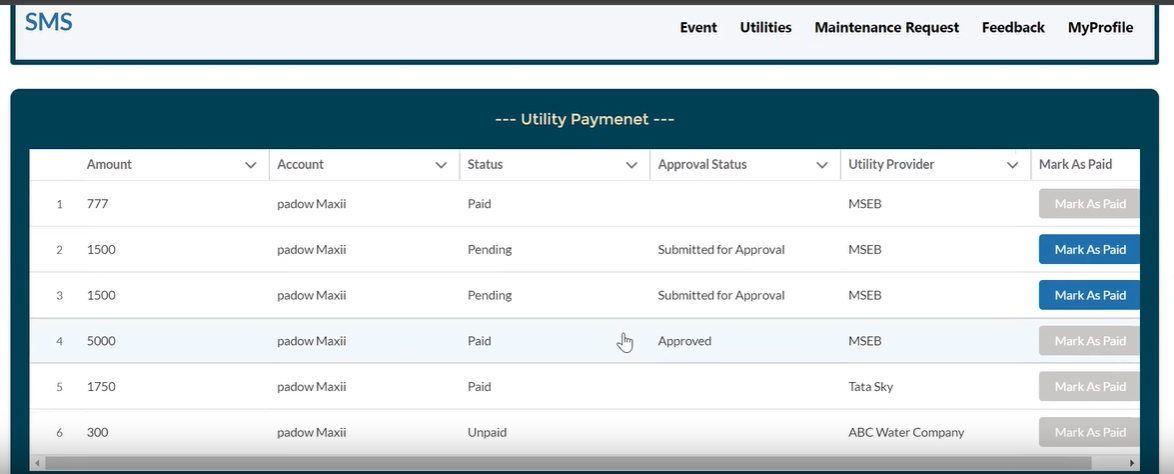 SMS
Event Utilities Maintenance Request Feedback MyProfile
--- Utility Paymenet ---
Amount Account Status Approval Status Utility Provider Mark As Paid
1 777 padow Maxii Paid MSEB Mark As Paid
2 1500 padow Maxii Pending Submitted for Approval MSEB Mark As Paid
3 1500 padow Maxii Pending Submitted for Approval MSEB Mark As Paid
4 5000 padow Maxii Paid Approved MSEB Mark As Paid
5 1750 padow Maxii Paid Tata Sky Mark As Paid
6 300 padow Maxii Unpaid ABC Water Company Mark As Paid